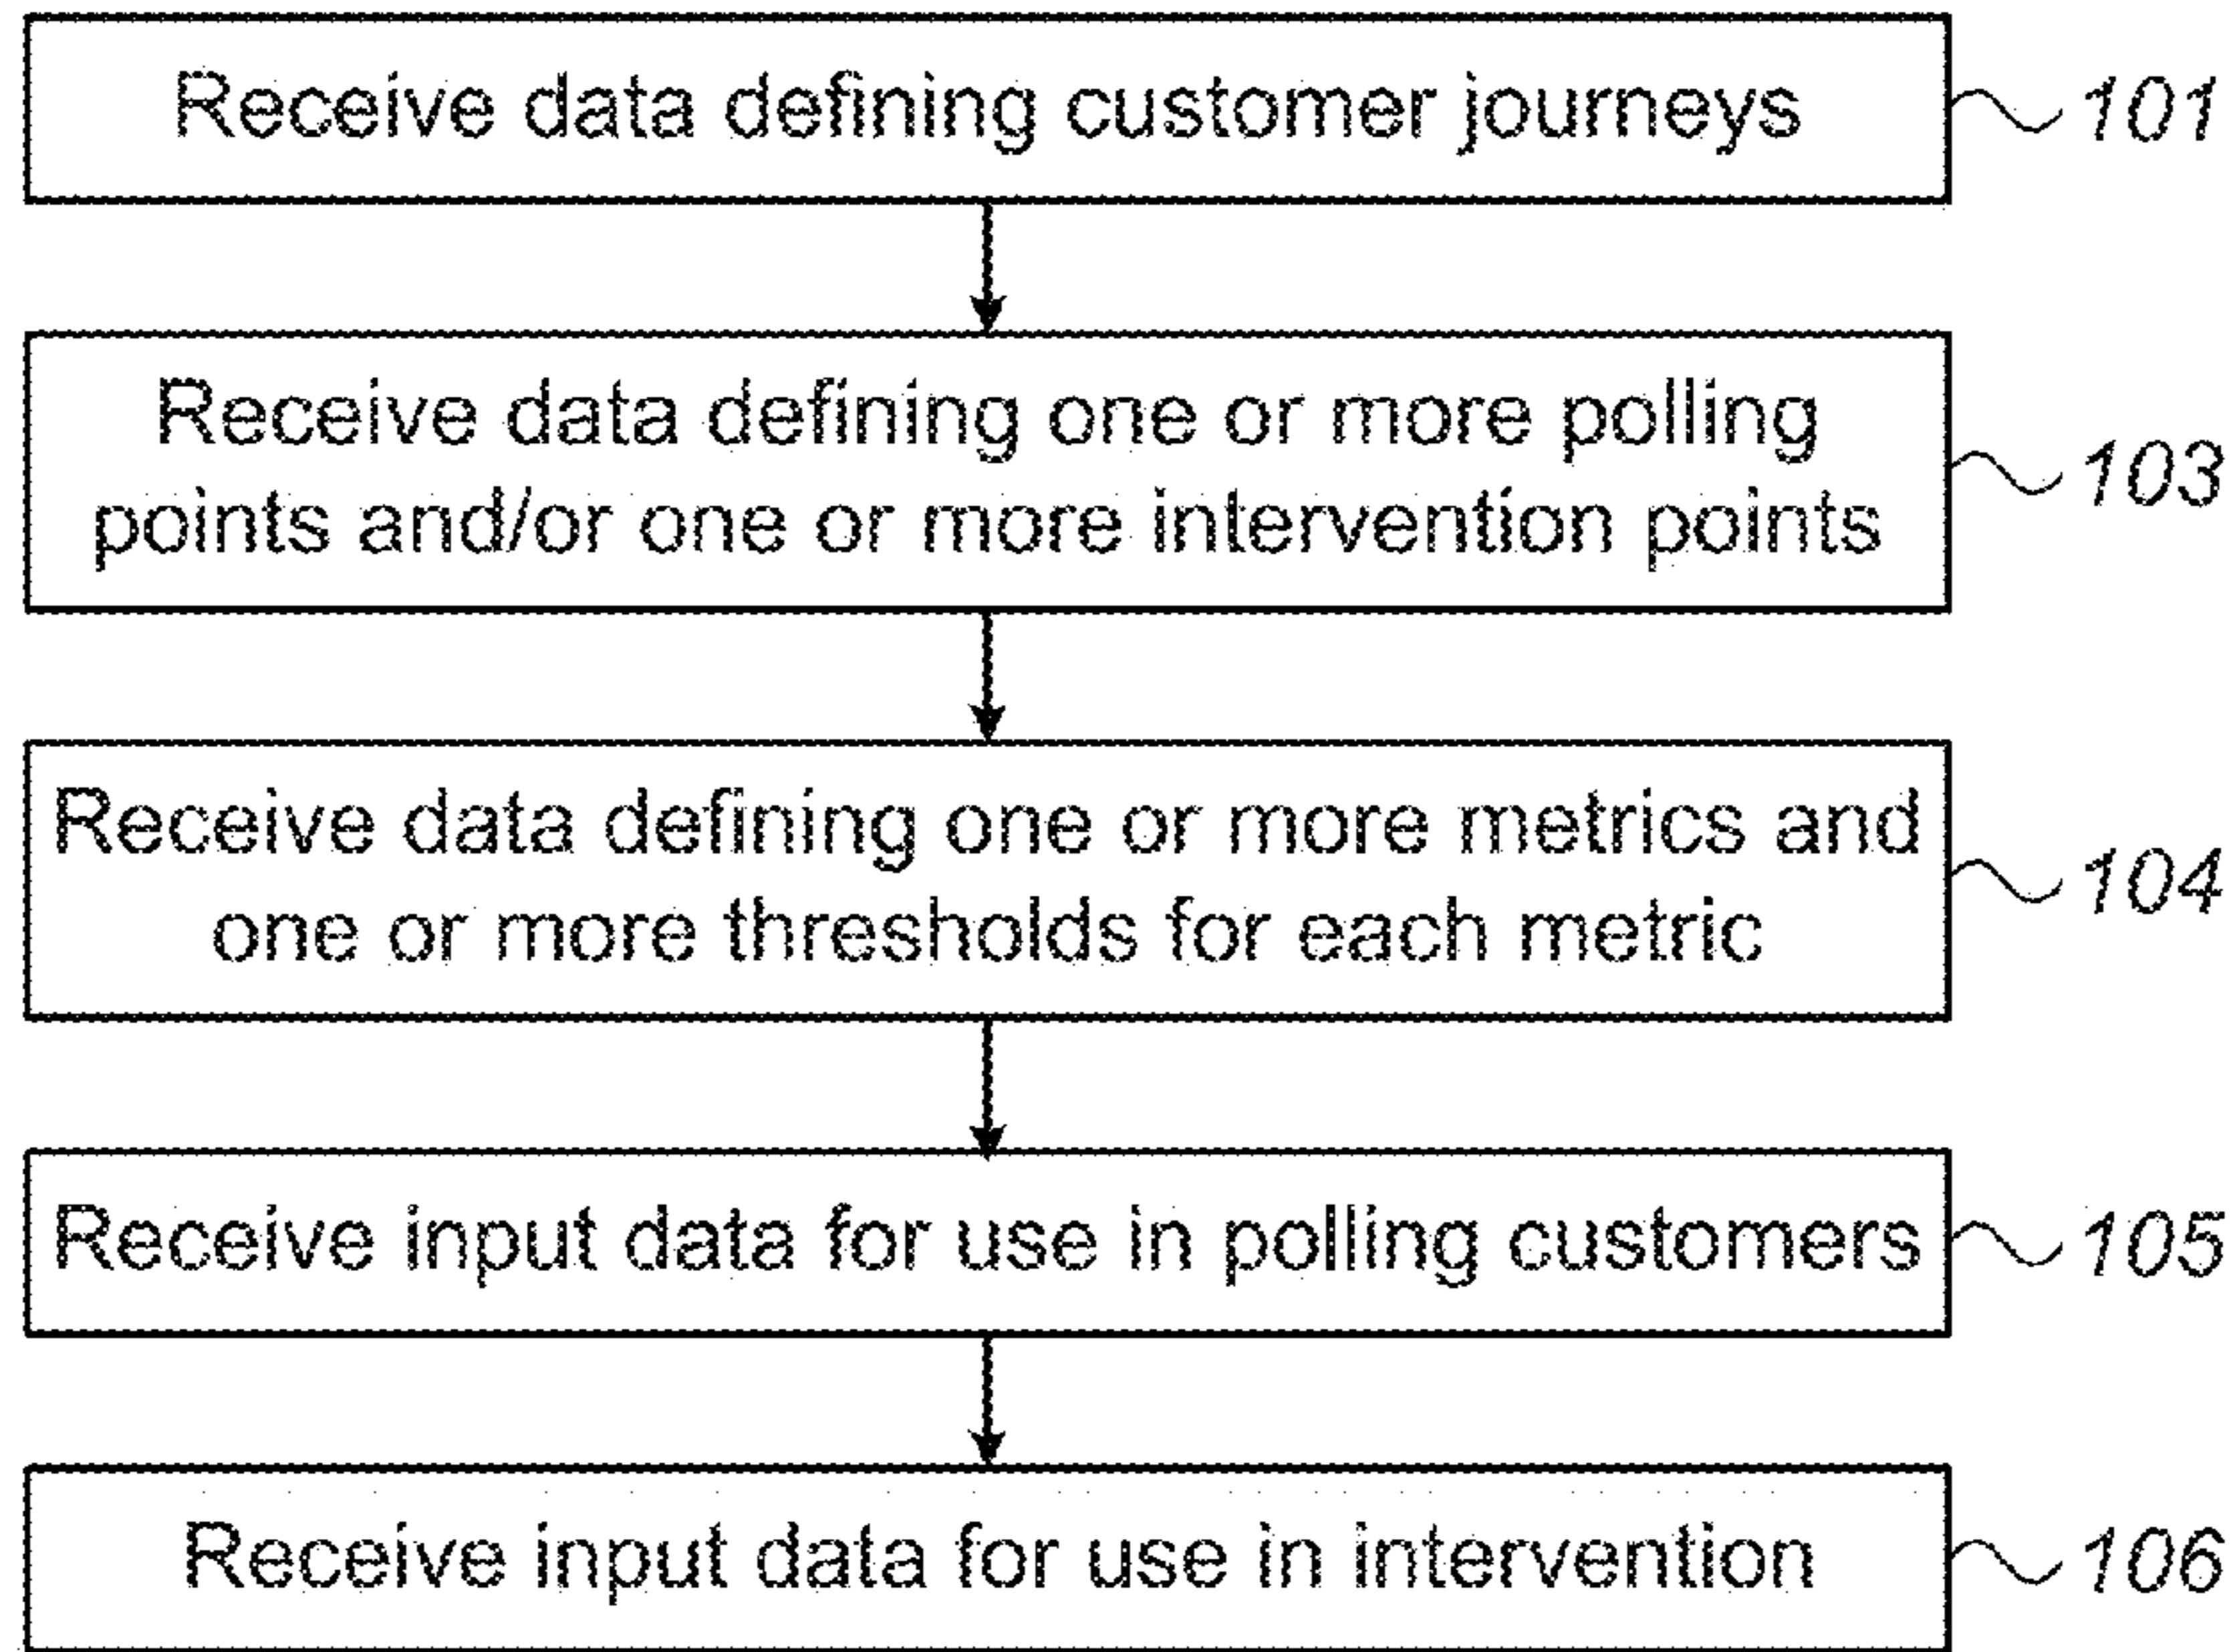 Receive data defining customer journeys
101
Receive data defining one or more polling
points and/or one or more intervention points
103
Receive data defining one or more metrics and
one or more thresholds for each metric
104
Receive input data for use in polling customers
105
Receive input data for use in intervention
106